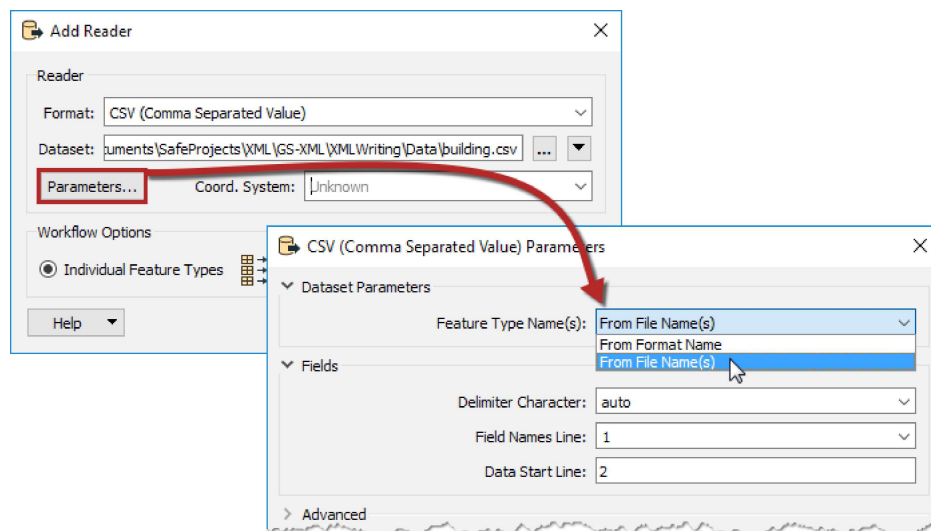 Add Reader
Reader
Format: CSV (Comma Separated Value)
Dataset: uments\SafeProjects\XML\GS-XML\XMLWriting\Data\building.csv ...
Parameters... Coord. System: Unknown
Workflow Options
Individual Feature Types
Help
CSV (Comma Separated Value) Parameters
Dataset Parameters
Feature Type Name(s): From File Name(s)
From Format Name
From File Name(s)
Fields
Delimiter Character: auto
Field Names Line: 1
Data Start Line: 2
Advanced